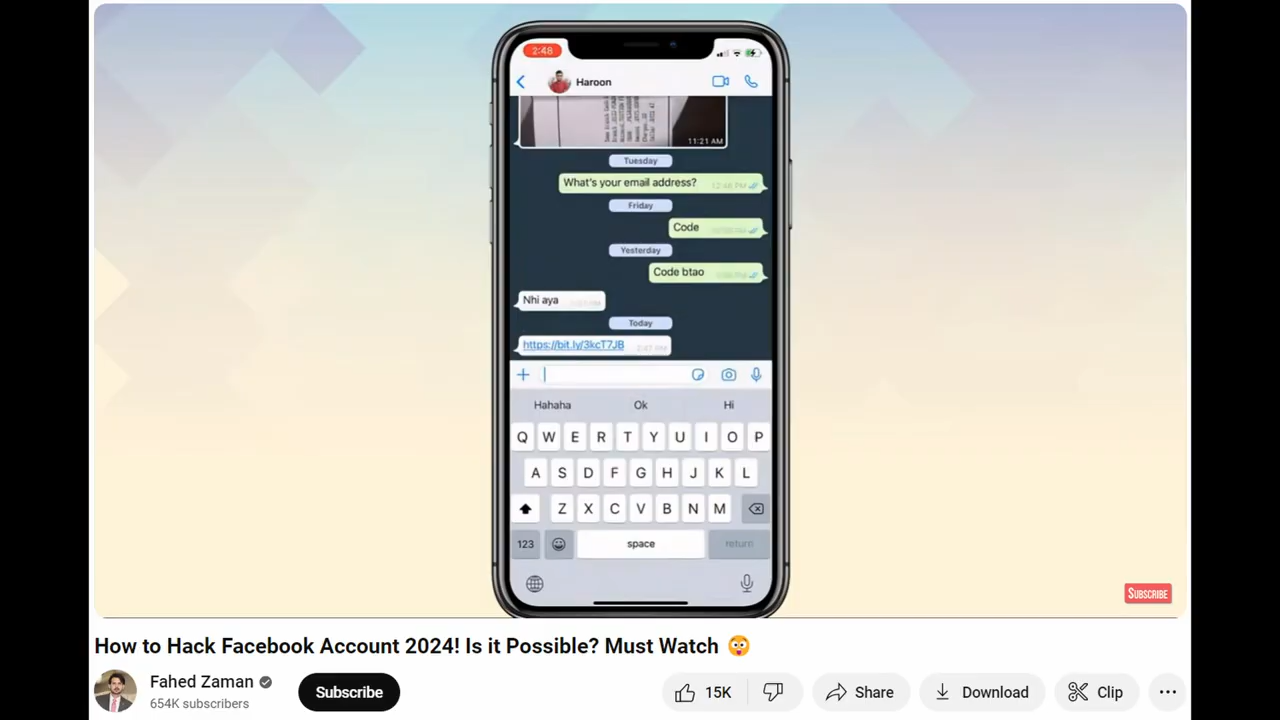 2:48
Haroon
11:21 AM
Tuesday
What's your email address?
Friday
Code
Yesterday
Code btao
Nhi aya
Today
https://bit.ly/3kcT7JB
Hahaha Ok Hi
Q W E R T Y U I O P
A S D F G H J K L
Z X C V B N M
123 space return
SUBSCRIBE
How to Hack Facebook Account 2024! Is it Possible? Must Watch 😲
Fahed Zaman
654K subscribers
Subscribe
15K
Share
Download
Clip